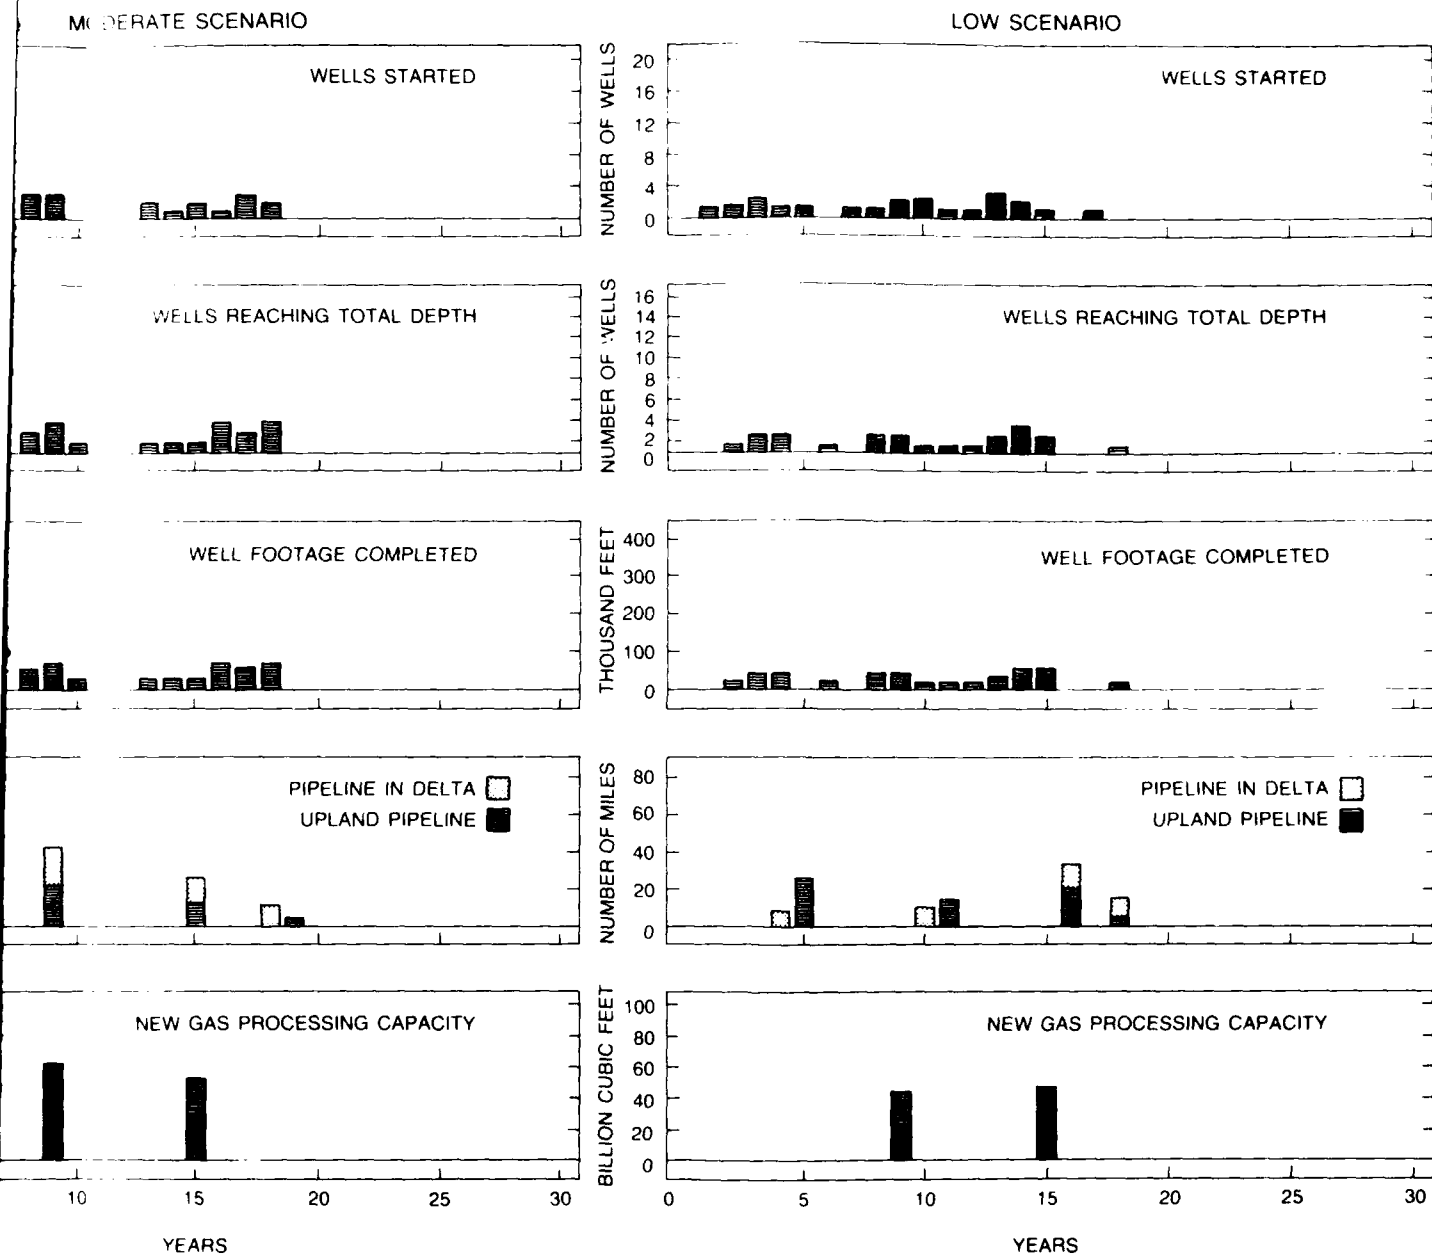 MODERATE SCENARIO
WELLS STARTED
WELLS REACHING TOTAL DEPTH
WELL FOOTAGE COMPLETED
PIPELINE IN DELTA
UPLAND PIPELINE
NEW GAS PROCESSING CAPACITY
10 15 20 25 30
YEARS
LOW SCENARIO
NUMBER OF WELLS
20
16
12
8
4
0
WELLS STARTED
NUMBER OF WELLS
16
14
12
10
8
6
4
2
0
WELLS REACHING TOTAL DEPTH
THOUSAND FEET
400
300
200
100
0
WELL FOOTAGE COMPLETED
NUMBER OF MILES
80
60
40
20
0
PIPELINE IN DELTA
UPLAND PIPELINE
BILLION CUBIC FEET
100
80
60
40
20
0
NEW GAS PROCESSING CAPACITY
0 5 10 15 20 25 30
YEARS